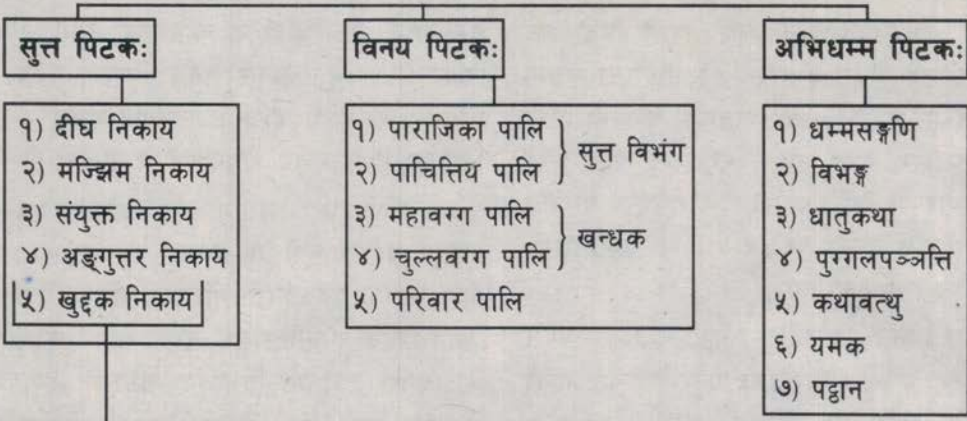 सुत्त पिटकः
१) दीघ निकाय
२) मज्झिम निकाय
३) संयुक्त निकाय
४) अङ्गुत्तर निकाय
५) खुद्दक निकाय
विनय पिटकः
१) पाराजिका पालि
२) पाचित्तिय पालि
सुत्त विभंग
३) महावग्ग पालि
४) चुल्लवग्ग पालि
खन्धक
५) परिवार पालि
अभिधम्म पिटकः
१) धम्मसङ्गणि
२) विभङ्ग
३) धातुकथा
४) पुग्गलपञ्ञत्ति
५) कथावत्थु
६) यमक
७) पट्ठान